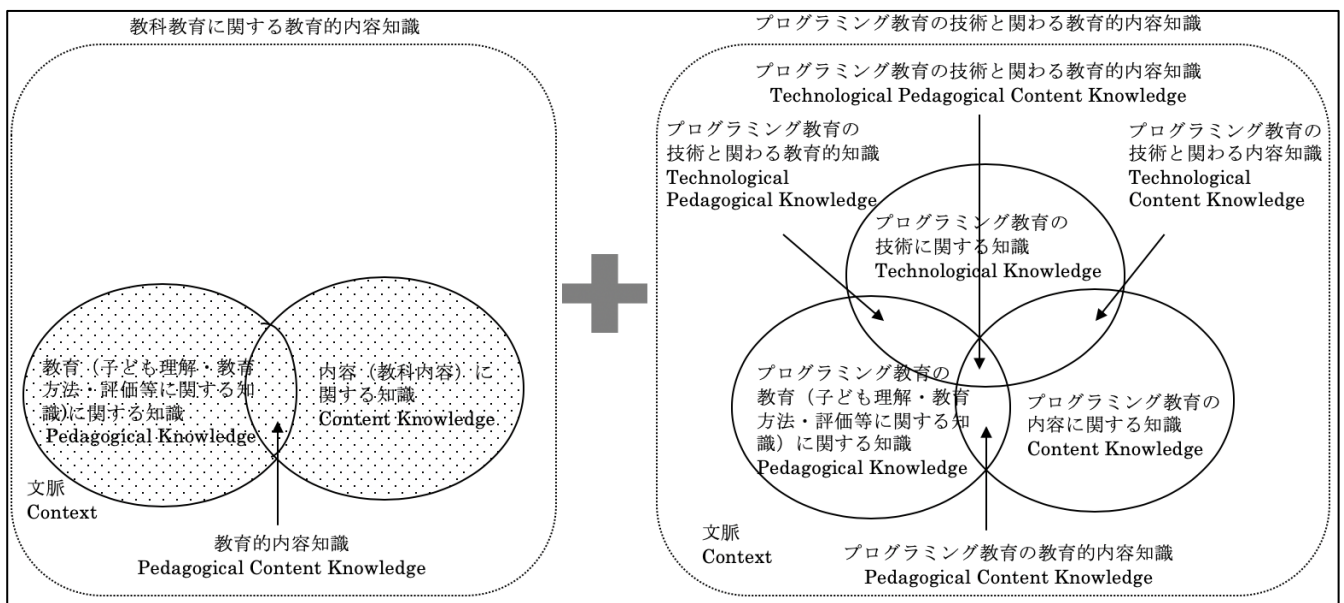 教科教育に関する教育的内容知識
教育（子ども理解・教育
方法・評価等に関する知
識)に関する知識
Pedagogical Knowledge
内容（教科内容）に
関する知識
Content Knowledge
文脈
Context
教育的内容知識
Pedagogical Content Knowledge
プログラミング教育の技術と関わる教育的内容知識
プログラミング教育の技術と関わる教育的内容知識
Technological Pedagogical Content Knowledge
プログラミング教育の
技術と関わる教育的知識
Technological
Pedagogical Knowledge
プログラミング教育の
技術と関わる内容知識
Technological
Content Knowledge
プログラミング教育の
技術に関する知識
Technological Knowledge
プログラミング教育の
教育（子ども理解・教育
方法・評価等に関する知
識）に関する知識
Pedagogical Knowledge
プログラミング教育の
内容に関する知識
Content Knowledge
文脈
Context
プログラミング教育の教育的内容知識
Pedagogical Content Knowledge